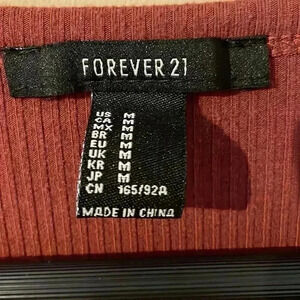 FOREVER 21
US M
CA M
MX M
BR M
EU M
UK M
KR M
JP M
CN 165/92A
MADE IN CHINA